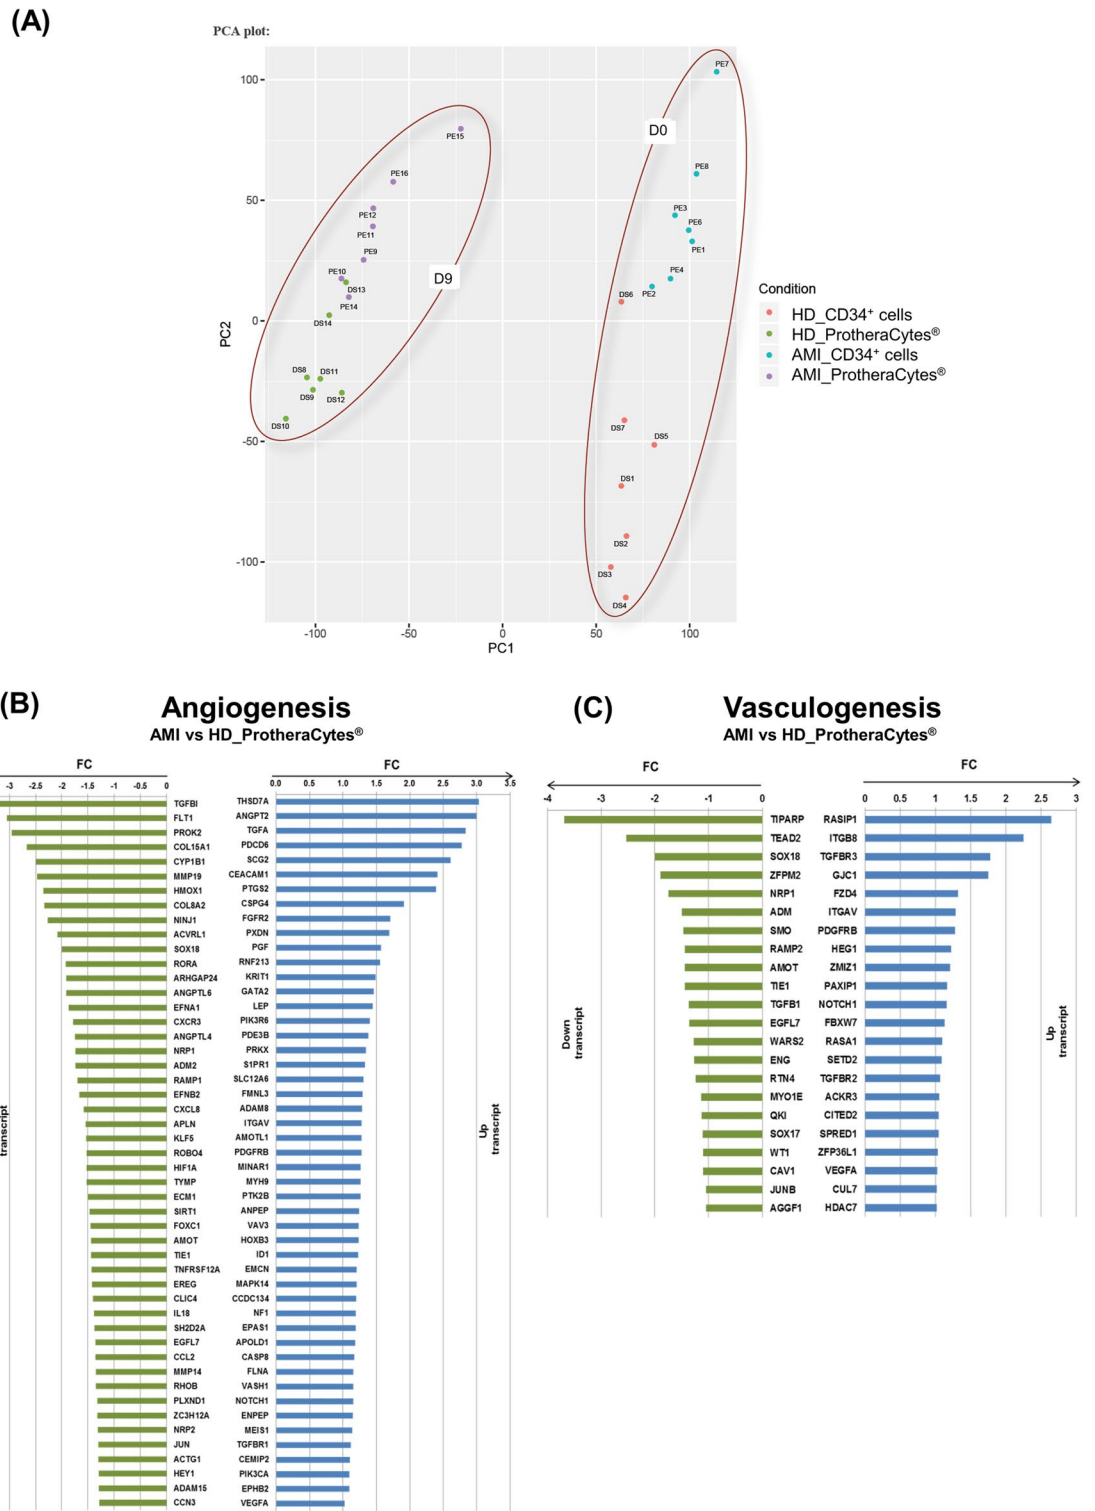 (A)
PCA plot:
100
50
0
-50
-100
PC2
-100
-50
0
50
100
PC1
D0
D9
PE7
PE8
PE3
PE6
PE1
PE4
PE2
DS6
DS7
DS5
DS1
DS2
DS3
DS4
PE15
PE16
PE12
PE11
PE9
PE10
DS13
PE14
DS14
DS8
DS11
DS9
DS12
DS10
Condition
HD_CD34+ cells
HD_ProtheraCytes®
AMI_CD34+ cells
AMI_ProtheraCytes®
(B)
Angiogenesis
AMI vs HD_ProtheraCytes®
FC
-3 -2.5 -2 -1.5 -1 -0.5 0
TGFBI
FLT1
PROK2
COL15A1
CYP1B1
MMP19
HMOX1
COL8A2
NINJ1
ACVRL1
SOX18
RORA
ARHGAP24
ANGPTL6
EFNA1
CXCR3
ANGPTL4
NRP1
ADM2
RAMP1
EFNB2
CXCL8
APLN
KLF5
ROBO4
HIF1A
TYMP
ECM1
SIRT1
FOXC1
AMOT
TIE1
TNFRSF12A
EREG
CLIC4
IL18
SH2D2A
EGFL7
CCL2
MMP14
RHOB
PLXND1
ZC3H12A
NRP2
JUN
ACTG1
HEY1
ADAM15
CCN3
transcript
FC
0.0 0.5 1.0 1.5 2.0 2.5 3.0 3.5
THSD7A
ANGPT2
TGFA
PDCD6
SCG2
CEACAM1
PTGS2
CSPG4
FGFR2
PXDN
PGF
RNF213
KRIT1
GATA2
LEP
PIK3R6
PDE3B
PRKX
S1PR1
SLC12A6
FMNL3
ADAM8
ITGAV
AMOTL1
PDGFRB
MINAR1
MYH9
PTK2B
ANPEP
VAV3
HOXB3
ID1
EMCN
MAPK14
CCDC134
NF1
EPAS1
APOLD1
CASP8
FLNA
VASH1
NOTCH1
ENPEP
MEIS1
TGFBR1
CEMIP2
PIK3CA
EPHB2
VEGFA
Up
transcript
(C)
Vasculogenesis
AMI vs HD_ProtheraCytes®
FC
-4 -3 -2 -1 0
TIPARP
TEAD2
SOX18
ZFPM2
NRP1
ADM
SMO
RAMP2
AMOT
TIE1
TGFB1
EGFL7
WARS2
ENG
RTN4
MYO1E
QKI
SOX17
WT1
CAV1
JUNB
AGGF1
Down
transcript
FC
0 0.5 1 1.5 2 2.5 3
RASIP1
ITGB8
TGFBR3
GJC1
FZD4
ITGAV
PDGFRB
HEG1
ZMIZ1
PAXIP1
NOTCH1
FBXW7
RASA1
SETD2
TGFBR2
ACKR3
CITED2
SPRED1
ZFP36L1
VEGFA
CUL7
HDAC7
Up
transcript